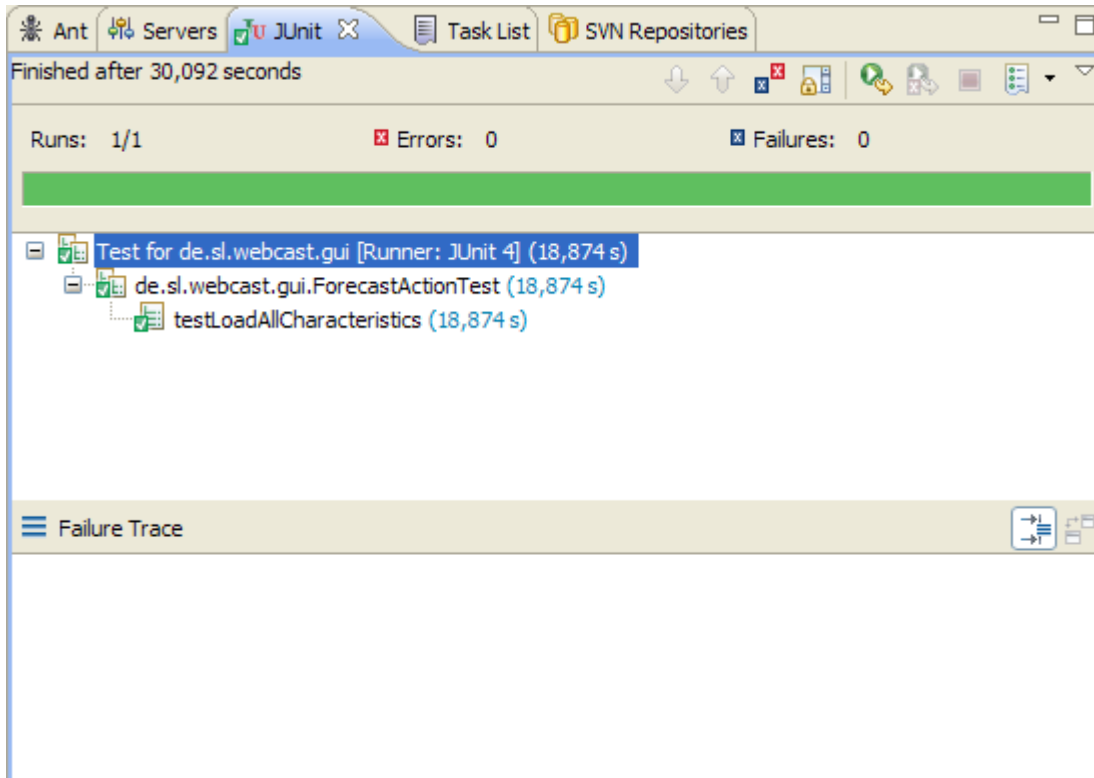 Ant Servers JU JUnit Task List SVN Repositories
Finished after 30,092 seconds
Runs: 1/1 Errors: 0 Failures: 0
Test for de.sl.webcast.gui [Runner: JUnit 4] (18,874 s)
de.sl.webcast.gui.ForecastActionTest (18,874 s)
testLoadAllCharacteristics (18,874 s)
Failure Trace